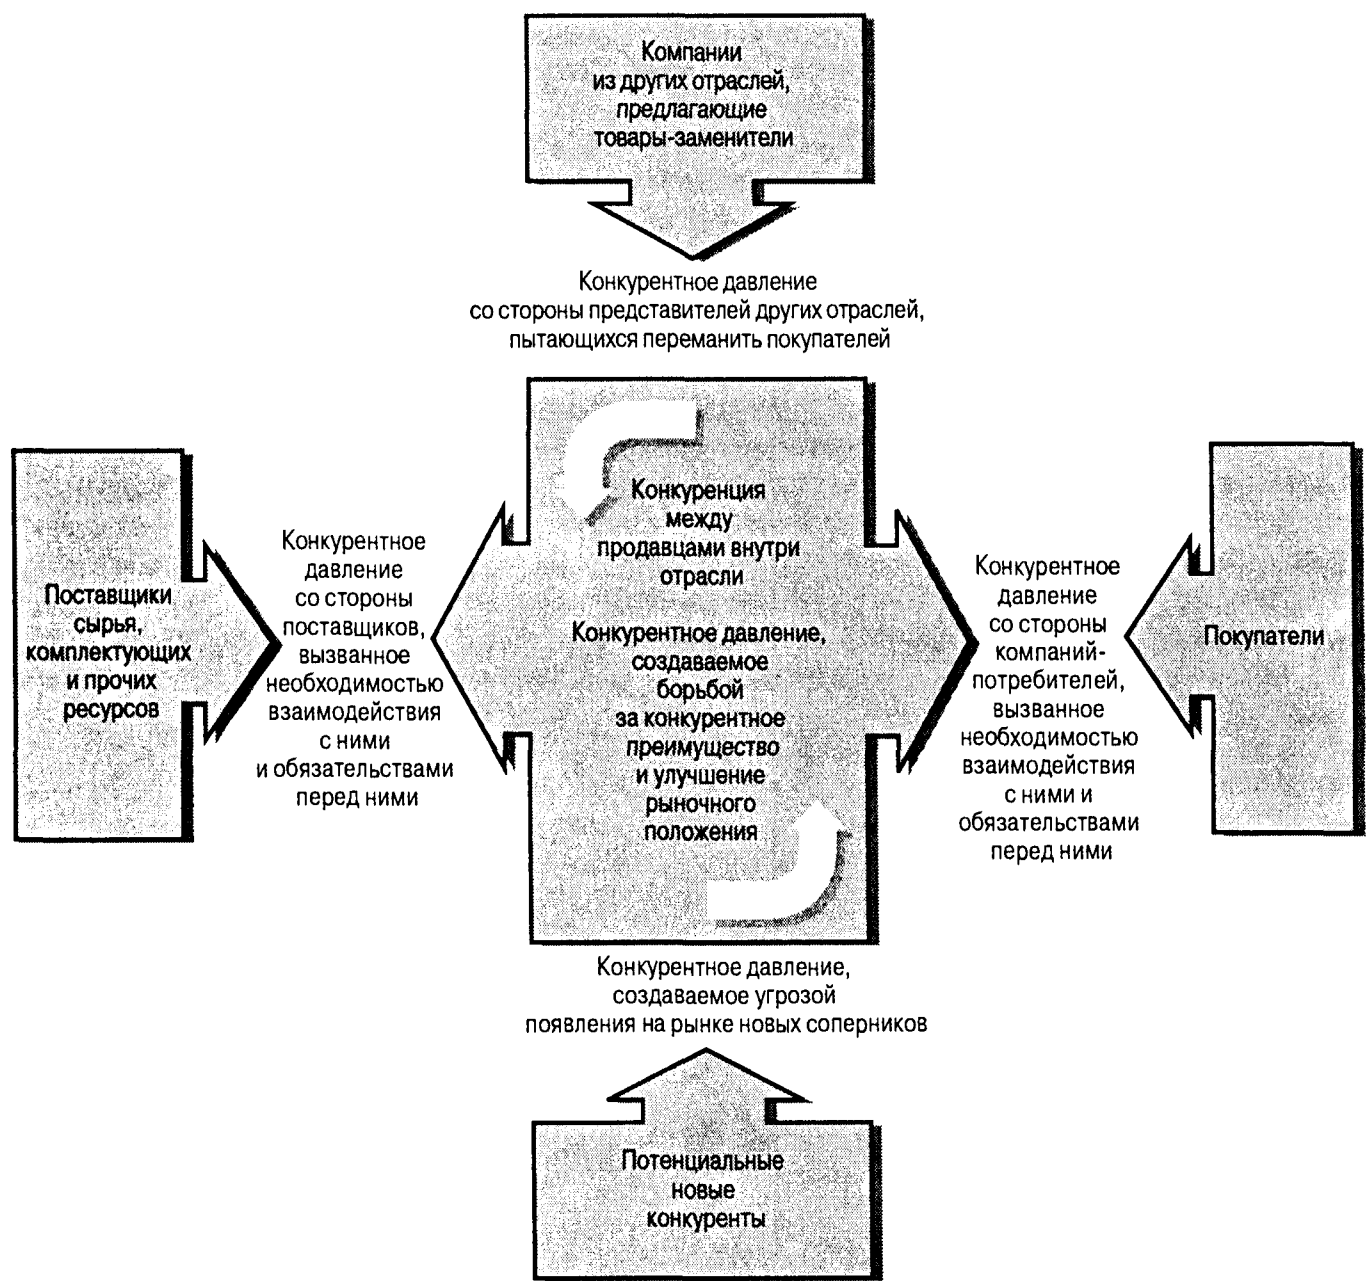 Компании
из других отраслей,
предлагающие
товары-заменители
Конкурентное давление
со стороны представителей других отраслей,
пытающихся переманить покупателей
Поставщики
сырья,
комплектующих
и прочих
ресурсов
Конкурентное
давление
со стороны
поставщиков,
вызванное
необходимостью
взаимодействия
с ними
и обязательствами
перед ними
Конкуренция
между
продавцами внутри
отрасли
Конкурентное давление,
создаваемое
борьбой
за конкурентное
преимущество
и улучшение
рыночного
положения
Конкурентное
давление
со стороны
компаний-
потребителей,
вызванное
необходимостью
взаимодействия
с ними и
обязательствами
перед ними
Покупатели
Конкурентное давление,
создаваемое угрозой
появления на рынке новых соперников
Потенциальные
новые
конкуренты